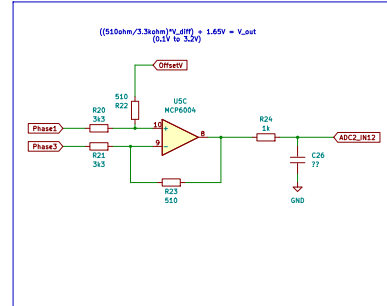 ((510ohm/3.3kohm)*V_diff) + 1.65V = V_out
(0.1V to 3.2V)
OffsetV
510
R22
U5C
MCP6004
R20
3k3
Phase1
10
+
8
R24
1k
ADC2_IN12
Phase3
9
-
R21
3k3
C26
??
R23
510
GND